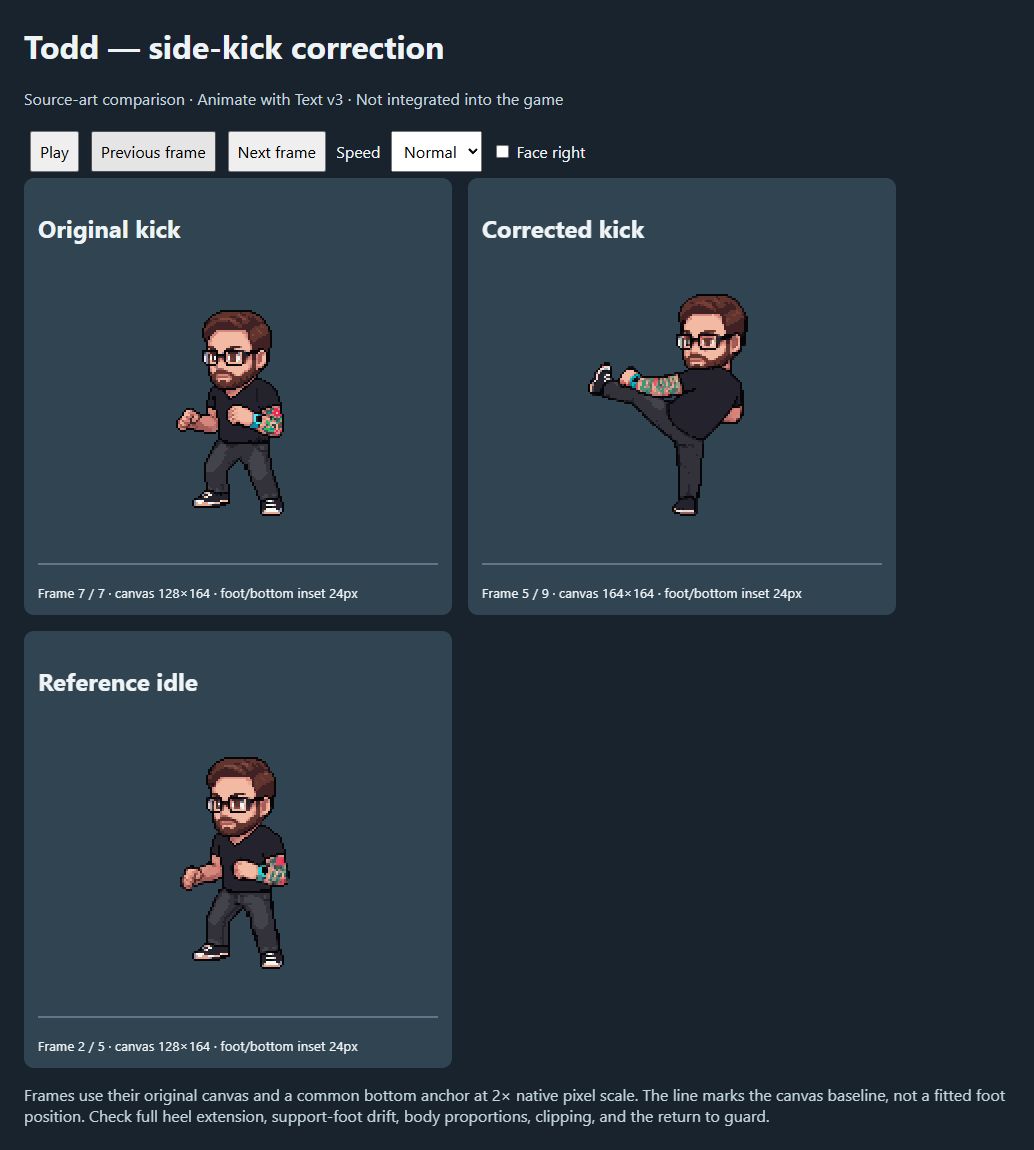 Todd — side-kick correction
Source-art comparison · Animate with Text v3 · Not integrated into the game
Play Previous frame Next frame Speed Normal Face right
Original kick
Frame 7 / 7 · canvas 128×164 · foot/bottom inset 24px
Corrected kick
Frame 5 / 9 · canvas 164×164 · foot/bottom inset 24px
Reference idle
Frame 2 / 5 · canvas 128×164 · foot/bottom inset 24px
Frames use their original canvas and a common bottom anchor at 2× native pixel scale. The line marks the canvas baseline, not a fitted foot
position. Check full heel extension, support-foot drift, body proportions, clipping, and the return to guard.